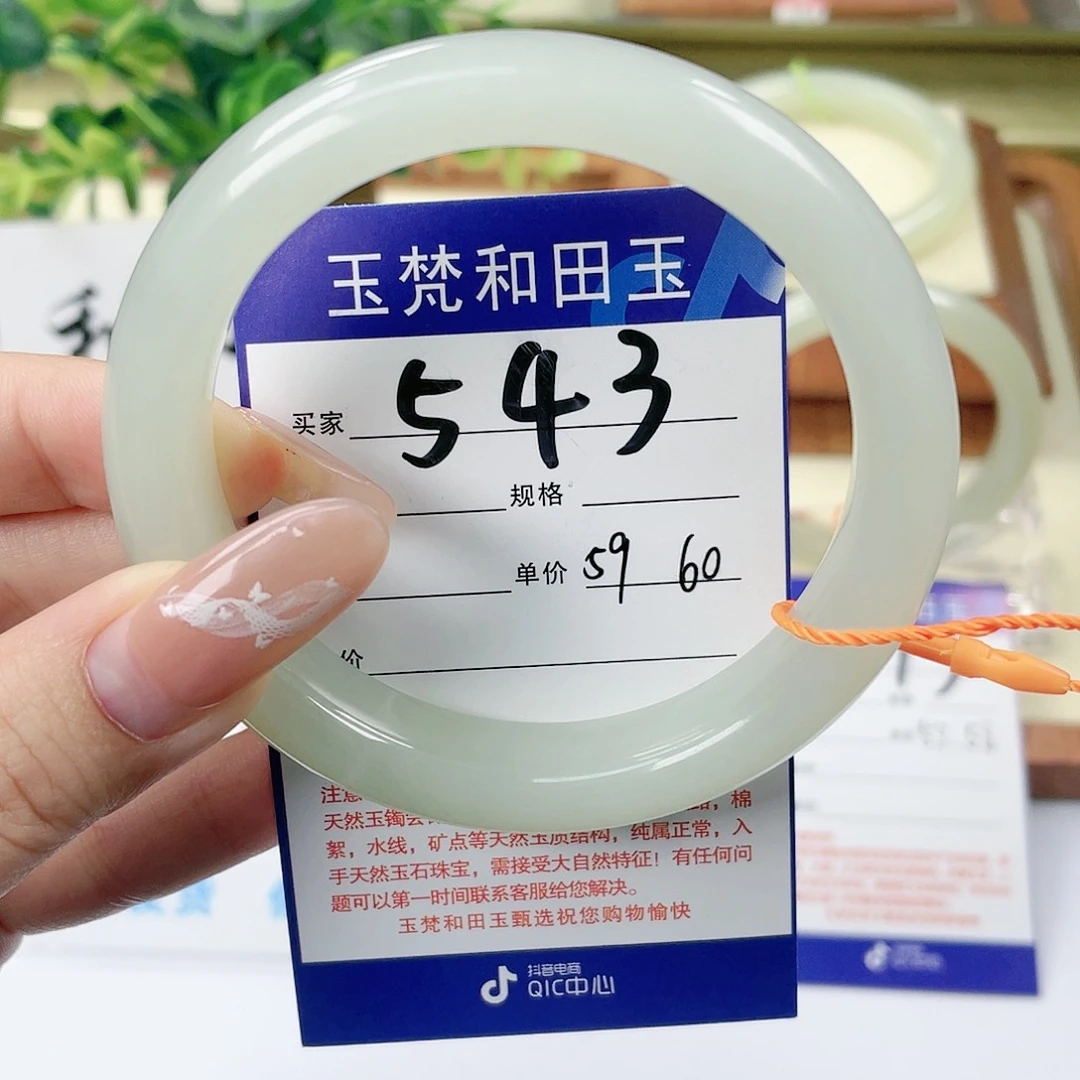 玉梵和田玉
买家 543
规格
单价 59 60
价
注意
天然玉镯会 棉
絮，水线，矿点等天然玉质结构，纯属正常，入
手天然玉石珠宝，需接受大自然特征！有任何问
题可以第一时间联系客服给您解决。
玉梵和田玉甄选祝您购物愉快
抖音电商
QIC中心